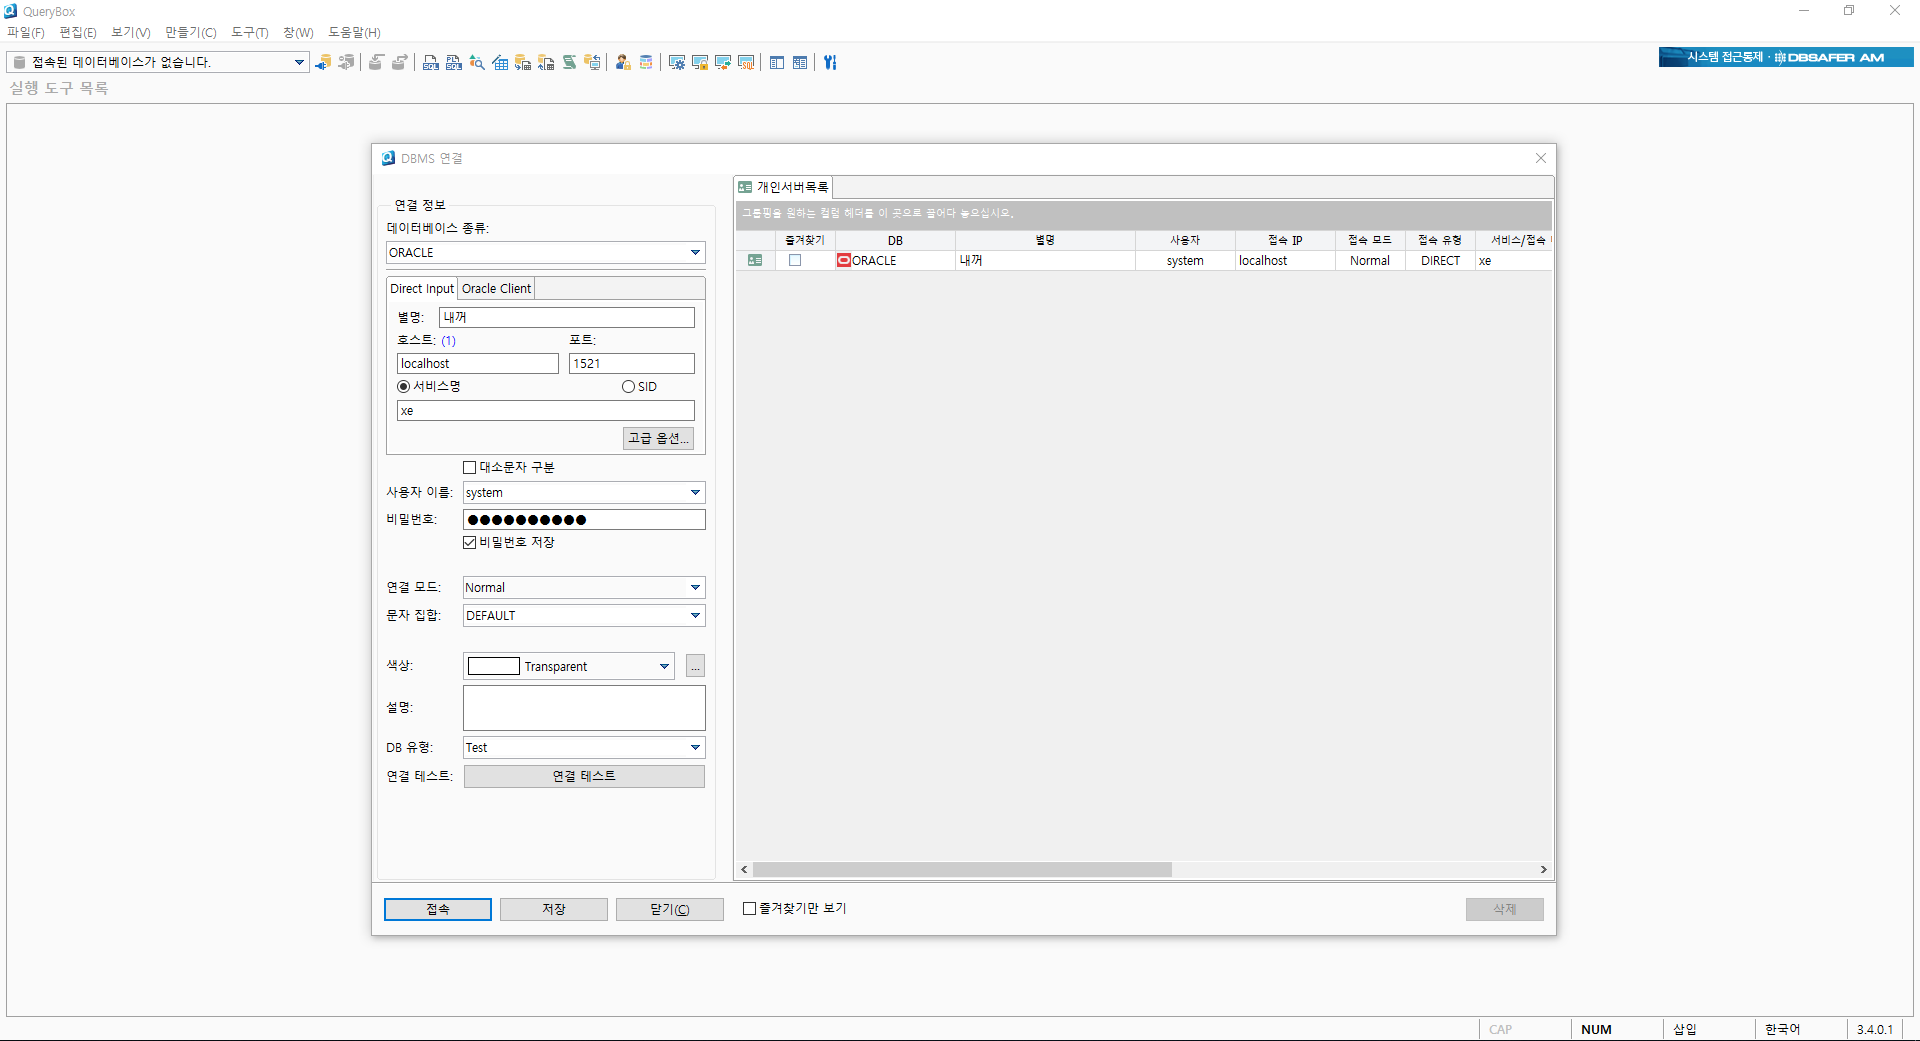 QueryBox
파일(F) 편집(E) 보기(V) 만들기(C) 도구(T) 창(W) 도움말(H)
접속된 데이터베이스가 없습니다.
시스템 접근통제 · DBSAFER AM
실행 도구 목록
DBMS 연결
연결 정보
데이터베이스 종류:
ORACLE
Direct Input Oracle Client
별명: 내꺼
호스트: (1) 포트:
localhost 1521
서비스명 SID
xe
고급 옵션...
대소문자 구분
사용자 이름: system
비밀번호: ●●●●●●●●●●
비밀번호 저장
연결 모드: Normal
문자 집합: DEFAULT
색상: Transparent ...
설명:
DB 유형: Test
연결 테스트: 연결 테스트
개인서버목록
그룹핑을 원하는 컬럼 헤더를 이 곳으로 끌어다 놓으십시오.
즐겨찾기 DB 별명 사용자 접속 IP 접속 모드 접속 유형 서비스/접속
ORACLE 내꺼 system localhost Normal DIRECT xe
접속 저장 닫기(C) 즐겨찾기만 보기 삭제
CAP NUM 삽입 한국어 3.4.0.1